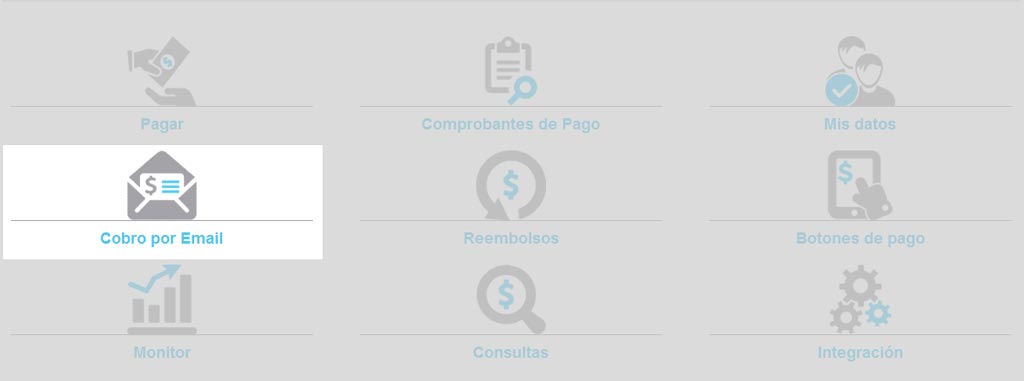 Pagar
Comprobantes de Pago
Mis datos
Cobro por Email
Reembolsos
Botones de pago
Monitor
Consultas
Integración